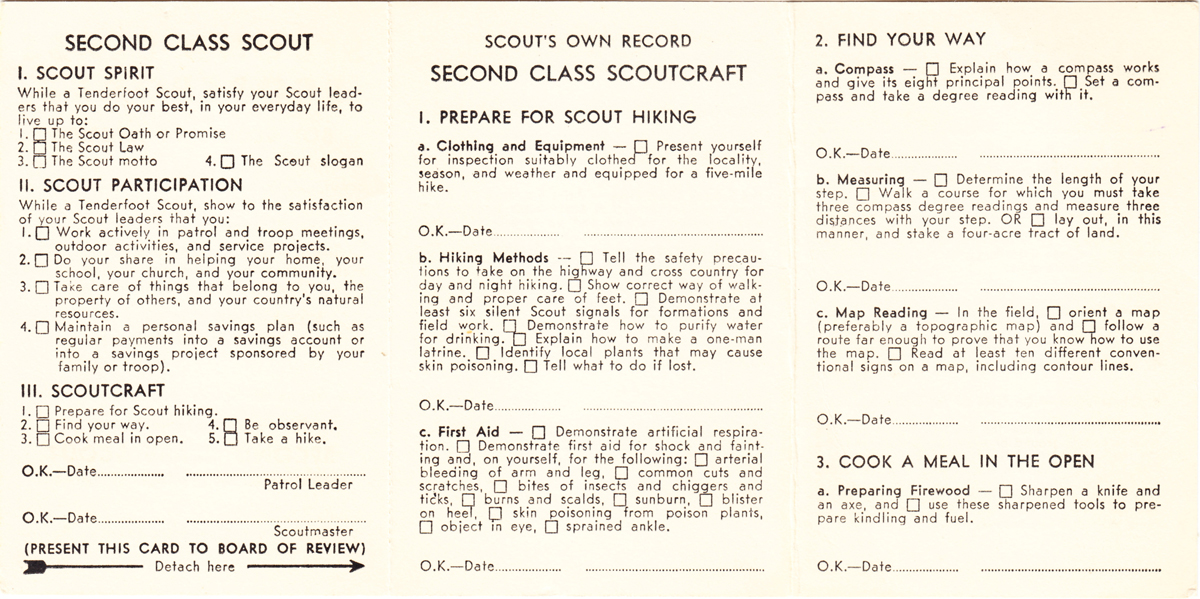 SECOND CLASS SCOUT
I. SCOUT SPIRIT
While a Tenderfoot Scout, satisfy your Scout lead-
ers that you do your best, in your everyday life, to
live up to:
1. ☐ The Scout Oath or Promise
2. ☐ The Scout Law
3. ☐ The Scout motto 4. ☐ The Scout slogan
II. SCOUT PARTICIPATION
While a Tenderfoot Scout, show to the satisfaction
of your Scout leaders that you:
1. ☐ Work actively in patrol and troop meetings,
outdoor activities, and service projects.
2. ☐ Do your share in helping your home, your
school, your church, and your community.
3. ☐ Take care of things that belong to you, the
property of others, and your country's natural
resources.
4. ☐ Maintain a personal savings plan (such as
regular payments into a savings account or
into a savings project sponsored by your
family or troop).
III. SCOUTCRAFT
1. ☐ Prepare for Scout hiking.
2. ☐ Find your way. 4. ☐ Be observant.
3. ☐ Cook meal in open. 5. ☐ Take a hike.
O.K.—Date.................. ................................................
Patrol Leader
O.K.—Date.................. ................................................
Scoutmaster
(PRESENT THIS CARD TO BOARD OF REVIEW)
Detach here
SCOUT'S OWN RECORD
SECOND CLASS SCOUTCRAFT
I. PREPARE FOR SCOUT HIKING
a. Clothing and Equipment — ☐ Present yourself
for inspection suitably clothed for the locality,
season, and weather and equipped for a five-mile
hike.
O.K.—Date.................. ................................................
b. Hiking Methods — ☐ Tell the safety precau-
tions to take on the highway and cross country for
day and night hiking. ☐ Show correct way of walk-
ing and proper care of feet. ☐ Demonstrate at
least six silent Scout signals for formations and
field work. ☐ Demonstrate how to purify water
for drinking. ☐ Explain how to make a one-man
latrine. ☐ Identify local plants that may cause
skin poisoning. ☐ Tell what to do if lost.
O.K.—Date.................. ................................................
c. First Aid — ☐ Demonstrate artificial respira-
tion. ☐ Demonstrate first aid for shock and faint-
ing and, on yourself, for the following: ☐ arterial
bleeding of arm and leg, ☐ common cuts and
scratches, ☐ bites of insects and chiggers and
ticks, ☐ burns and scalds, ☐ sunburn, ☐ blister
on heel, ☐ skin poisoning from poison plants,
☐ object in eye, ☐ sprained ankle.
O.K.—Date.................. ................................................
2. FIND YOUR WAY
a. Compass — ☐ Explain how a compass works
and give its eight principal points. ☐ Set a com-
pass and take a degree reading with it.
O.K.—Date.................. ................................................
b. Measuring — ☐ Determine the length of your
step. ☐ Walk a course for which you must take
three compass degree readings and measure three
distances with your step. OR ☐ lay out, in this
manner, and stake a four-acre tract of land.
O.K.—Date.................. ................................................
c. Map Reading — In the field, ☐ orient a map
(preferably a topographic map) and ☐ follow a
route far enough to prove that you know how to use
the map. ☐ Read at least ten different conven-
tional signs on a map, including contour lines.
O.K.—Date.................. ................................................
3. COOK A MEAL IN THE OPEN
a. Preparing Firewood — ☐ Sharpen a knife and
an axe, and ☐ use these sharpened tools to pre-
pare kindling and fuel.
O.K.—Date.................. ................................................